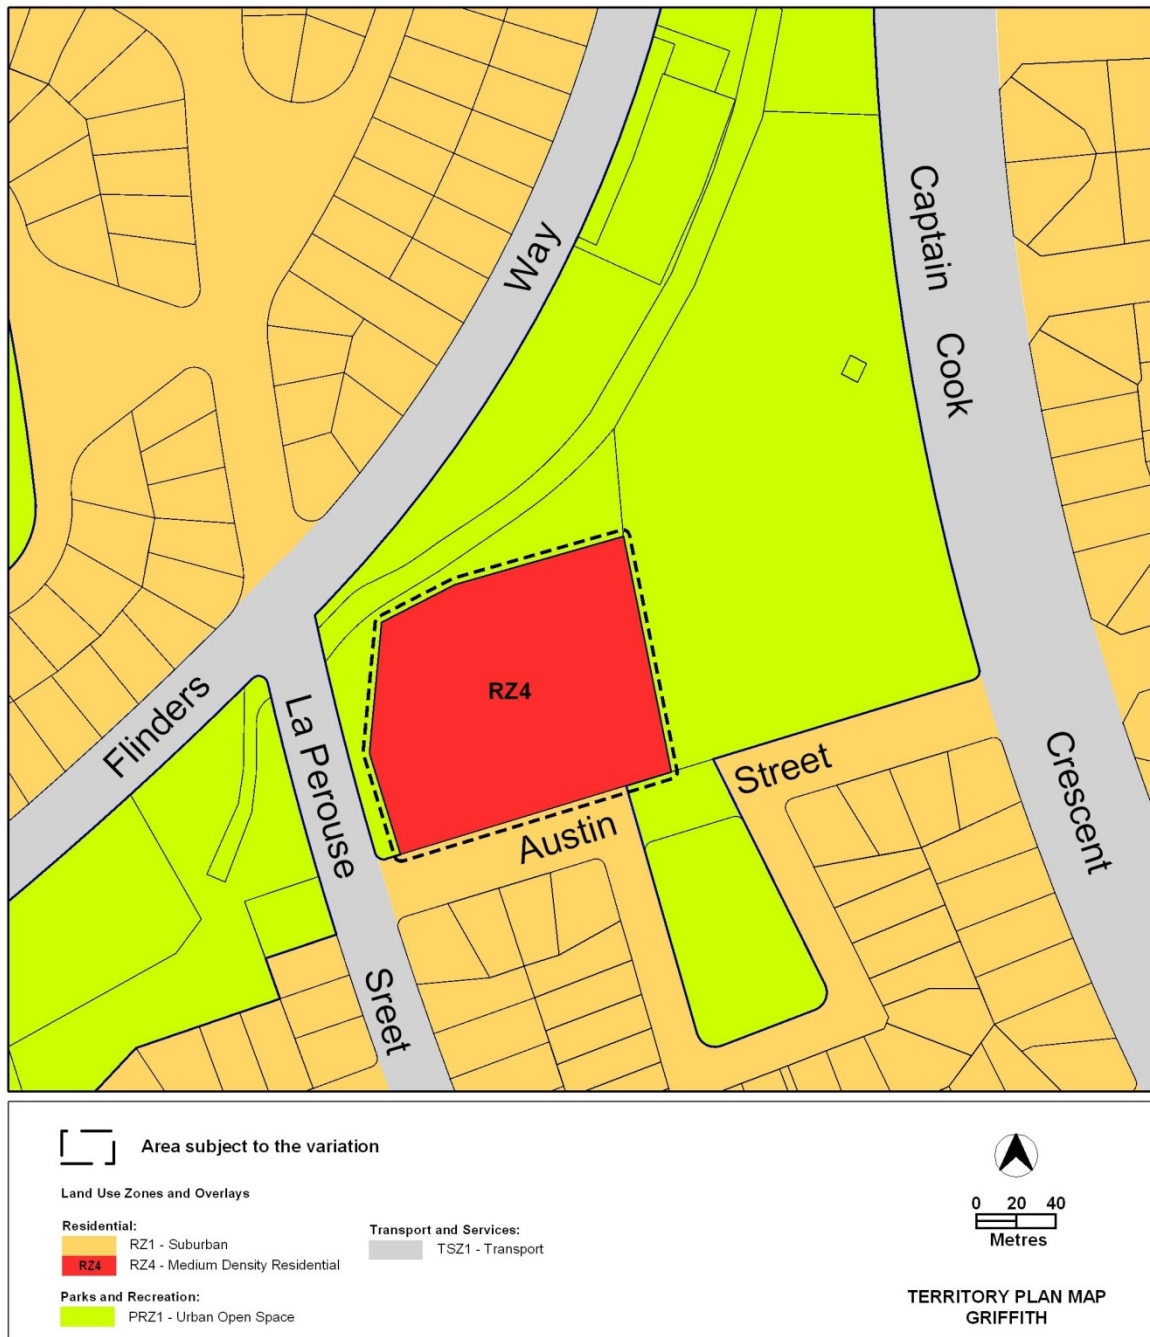 Way
Captain
Cook
RZ4
Flinders
La Perouse
Street
Austin
Crescent
Sreet
Area subject to the variation
Land Use Zones and Overlays
Residential:
RZ1 - Suburban
RZ4 RZ4 - Medium Density Residential
Parks and Recreation:
PRZ1 - Urban Open Space
Transport and Services:
TSZ1 - Transport
0 20 40
Metres
TERRITORY PLAN MAP
GRIFFITH